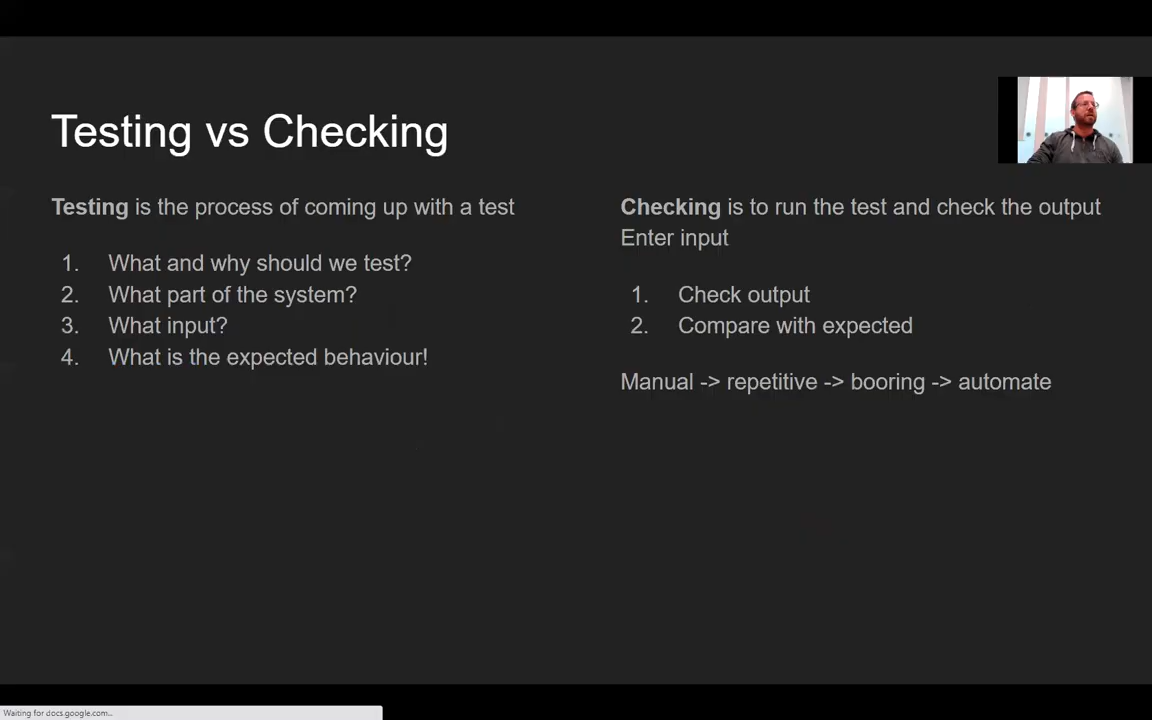 Testing vs Checking
Testing is the process of coming up with a test
1. What and why should we test?
2. What part of the system?
3. What input?
4. What is the expected behaviour!
Checking is to run the test and check the output
Enter input
1. Check output
2. Compare with expected
Manual -> repetitive -> booring -> automate
Waiting for docs.google.com...